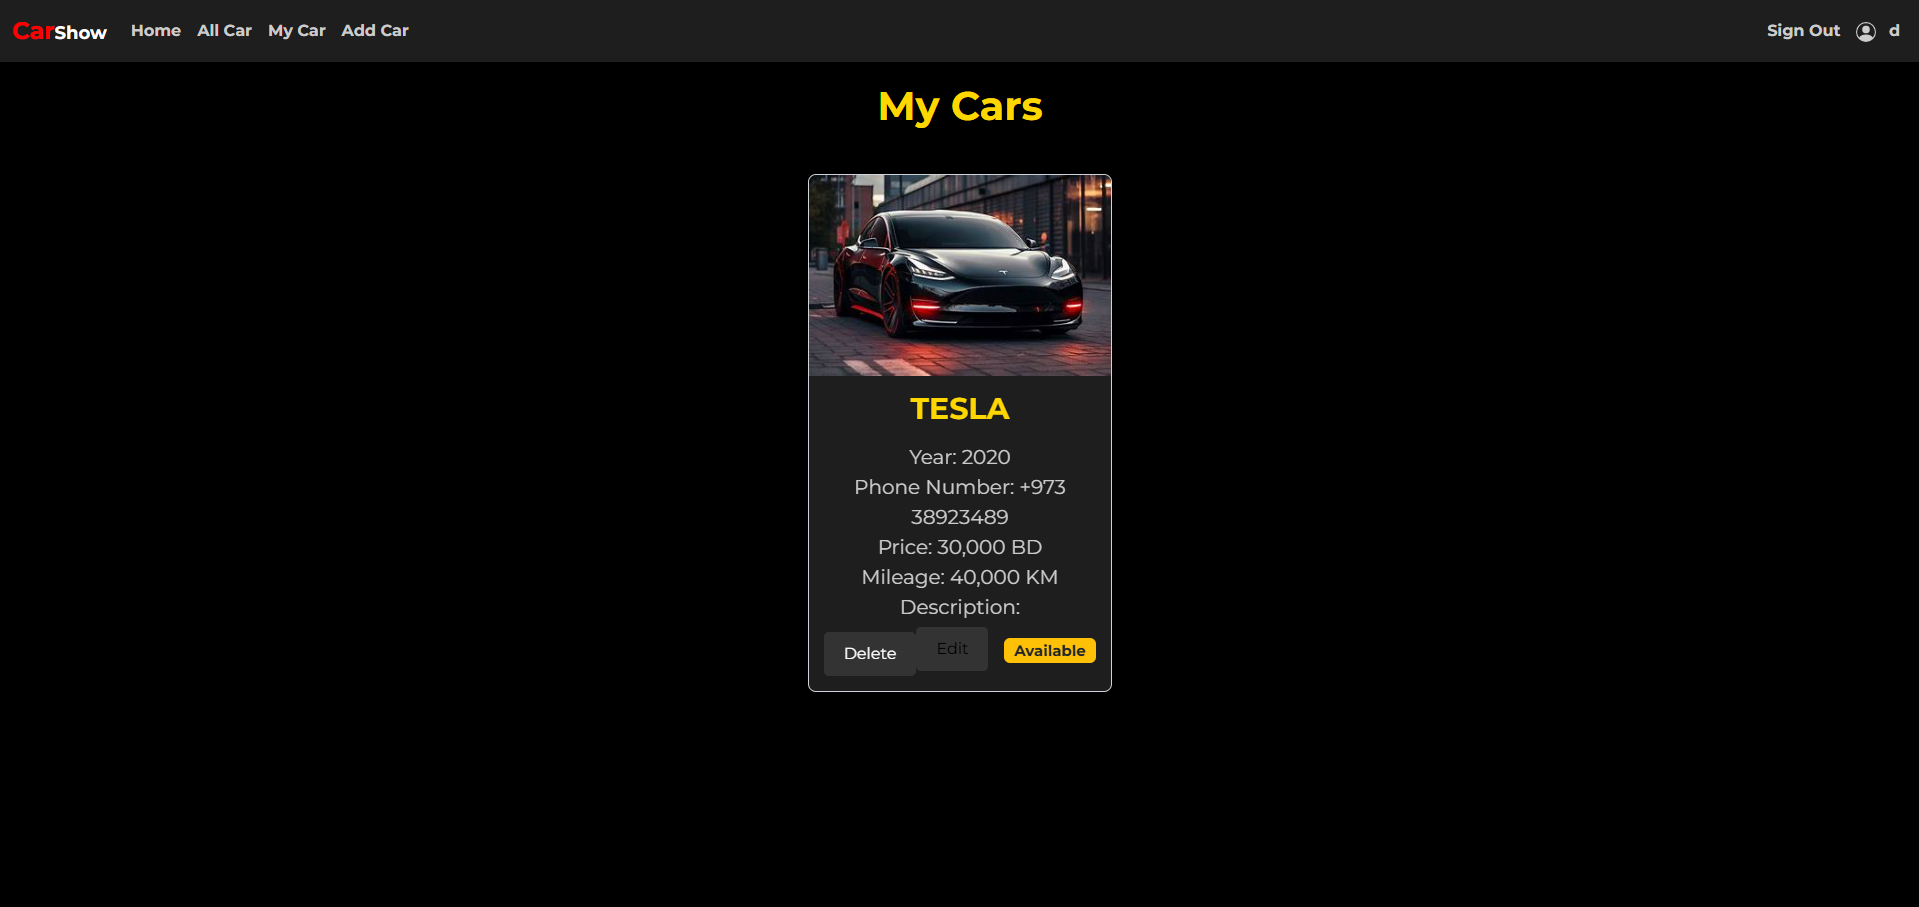 CarShow Home All Car My Car Add Car Sign Out d
My Cars
TESLA
Year: 2020
Phone Number: +973
38923489
Price: 30,000 BD
Mileage: 40,000 KM
Description:
Delete Edit Available